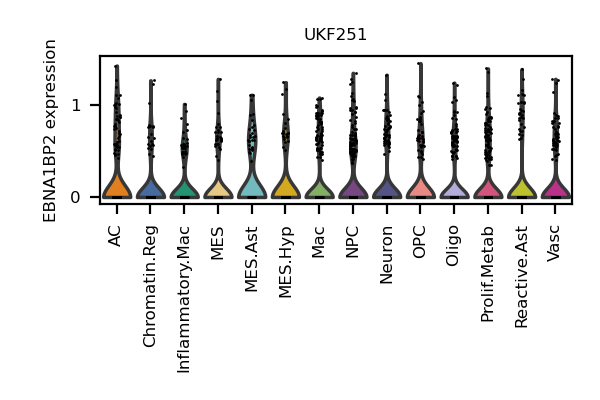 UKF251
EBNA1BP2 expression
1
0
AC
Chromatin.Reg
Inflammatory.Mac
MES
MES.Ast
MES.Hyp
Mac
NPC
Neuron
OPC
Oligo
Prolif.Metab
Reactive.Ast
Vasc